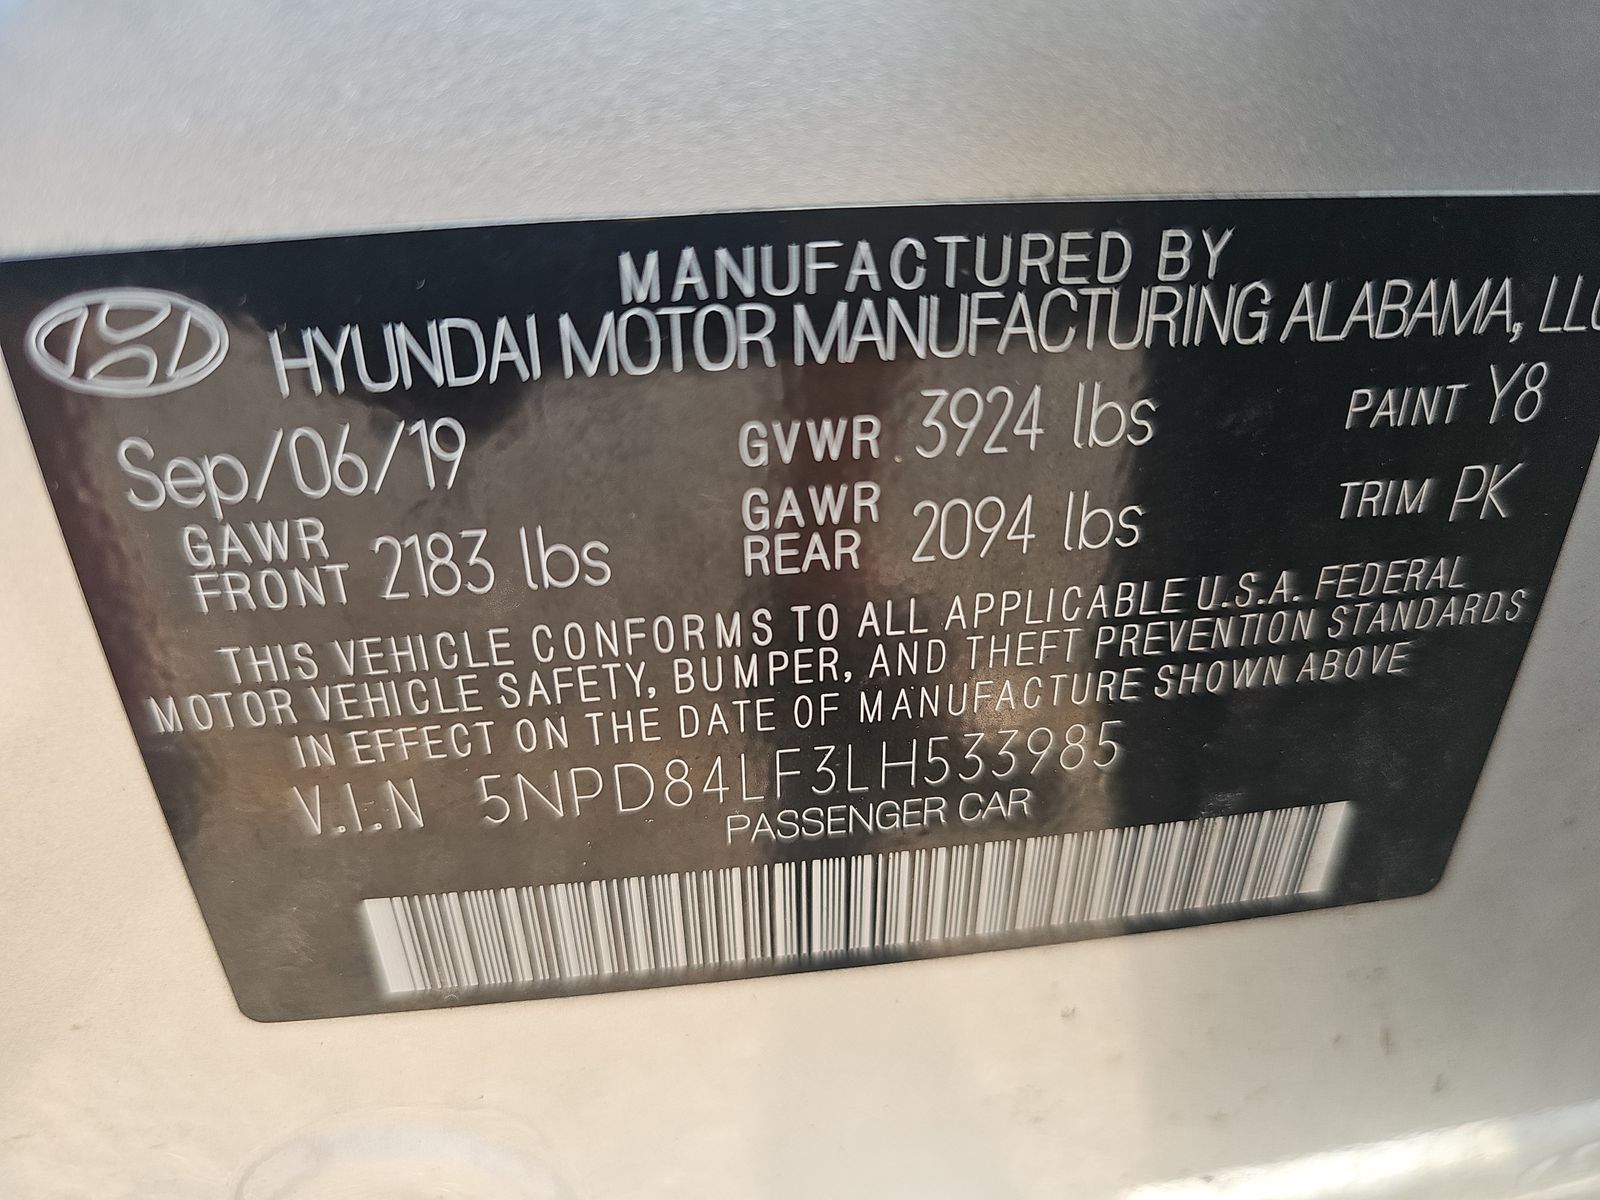 MANUFACTURED BY
HYUNDAI MOTOR MANUFACTURING ALABAMA, LLC
Sep/06/19 GVWR 3924 lbs PAINT Y8
GAWR FRONT 2183 lbs GAWR REAR 2094 lbs TRIM PK
THIS VEHICLE CONFORMS TO ALL APPLICABLE U.S.A. FEDERAL
MOTOR VEHICLE SAFETY, BUMPER, AND THEFT PREVENTION STANDARDS
IN EFFECT ON THE DATE OF MANUFACTURE SHOWN ABOVE
V.I.N 5NPD84LF3LH533985
PASSENGER CAR